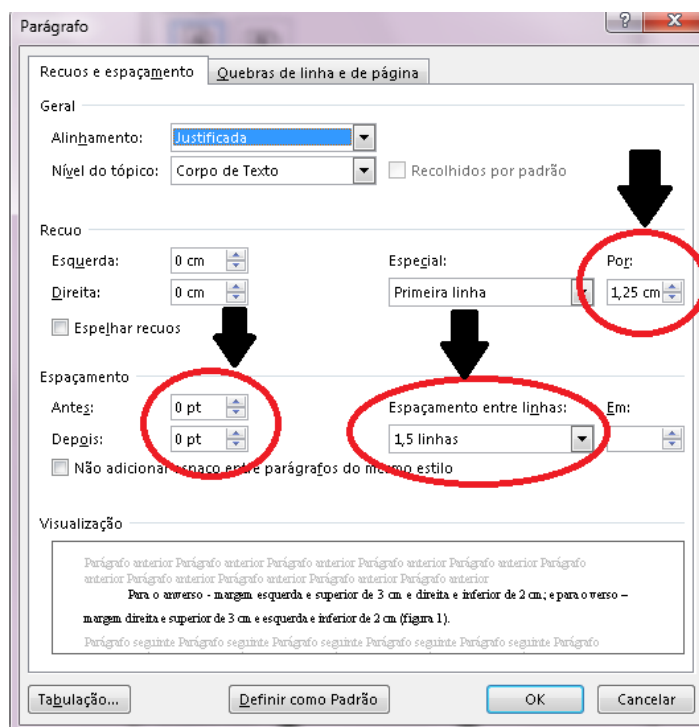 Parágrafo
Recuos e espaçamento Quebras de linha e de página
Geral
Alinhamento: Justificada
Nível do tópico: Corpo de Texto Recolhidos por padrão
Recuo
Esquerda: 0 cm Especial: Por:
Direita: 0 cm Primeira linha 1,25 cm
Espelhar recuos
Espaçamento
Antes: 0 pt Espaçamento entre linhas: Em:
Depois: 0 pt 1,5 linhas
Não adicionar espaço entre parágrafos do mesmo estilo
Visualização
Parágrafo anterior Parágrafo anterior Parágrafo anterior Parágrafo anterior Parágrafo anterior Parágrafo
anterior Parágrafo anterior Parágrafo anterior Parágrafo anterior Parágrafo anterior
Para o anverso - margem esquerda e superior de 3 cm e direita e inferior de 2 cm; e para o verso –
margem direita e superior de 3 cm e esquerda e inferior de 2 cm (figura 1).
Parágrafo seguinte Parágrafo seguinte Parágrafo seguinte Parágrafo seguinte Parágrafo seguinte Parágrafo
Tabulação... Definir como Padrão OK Cancelar